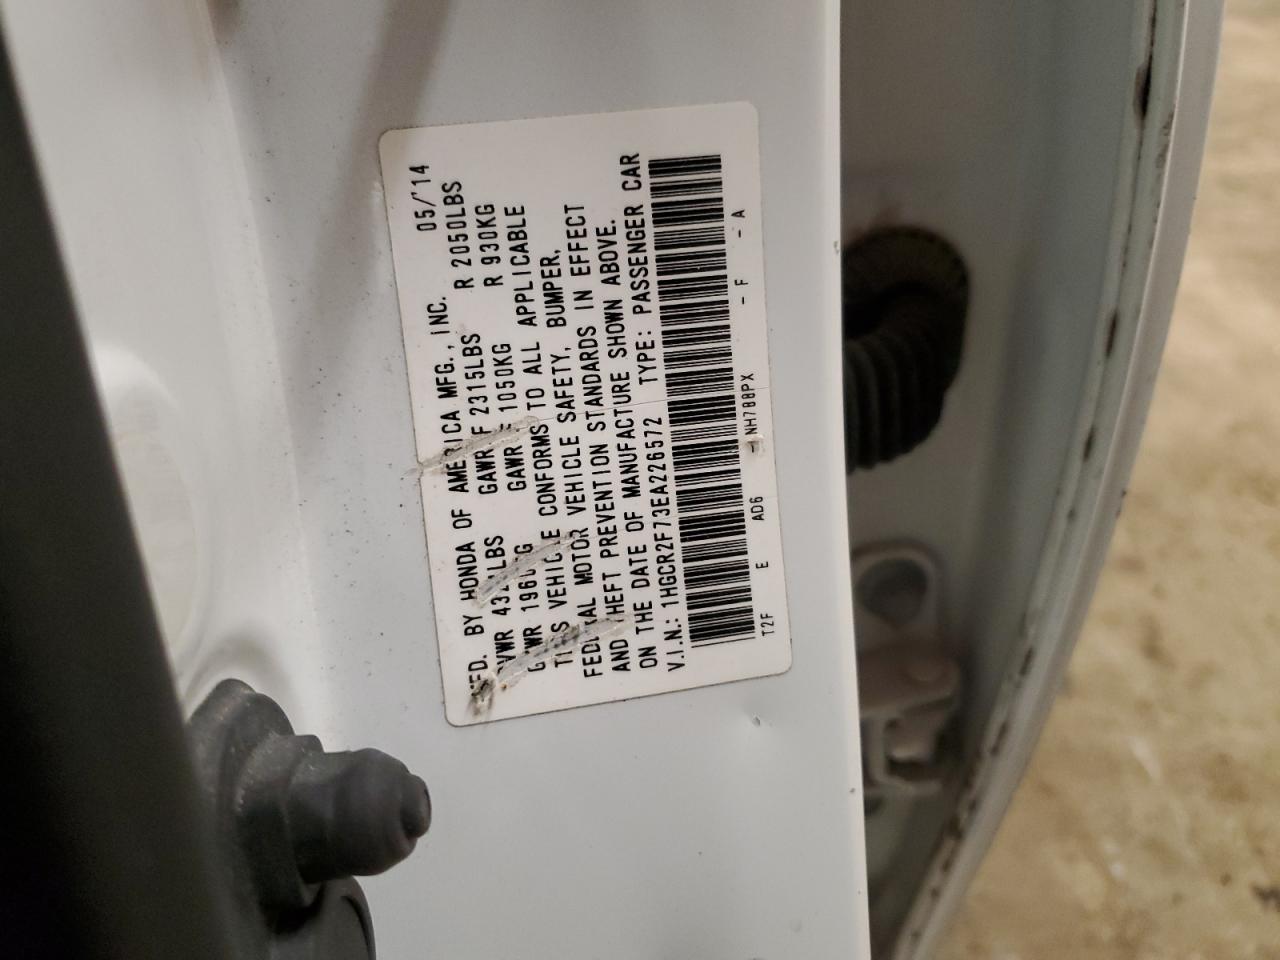 MFD. BY HONDA OF AMERICA MFG., INC. 05/'14
GVWR LBS GAWR F 2315LBS R 2050LBS
GVWR KG GAWR F 1050KG R 930KG
THIS VEHICLE CONFORMS TO ALL APPLICABLE
FEDERAL MOTOR VEHICLE SAFETY, BUMPER,
AND THEFT PREVENTION STANDARDS IN EFFECT
ON THE DATE OF MANUFACTURE SHOWN ABOVE.
V.I.N.: 1HGCR2F73EA226572 TYPE: PASSENGER CAR
T2F E AD6 NH788PX - F - A